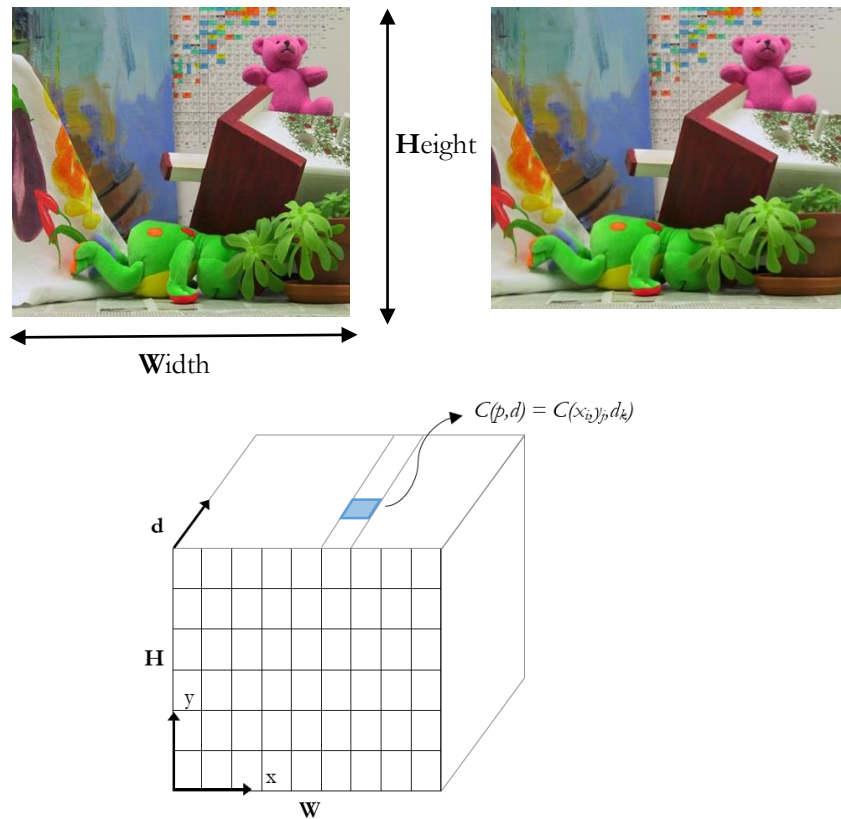 Height
Width
C(p,d) = C(xᵢ,yⱼ,dₖ)
d
H
y
x
W